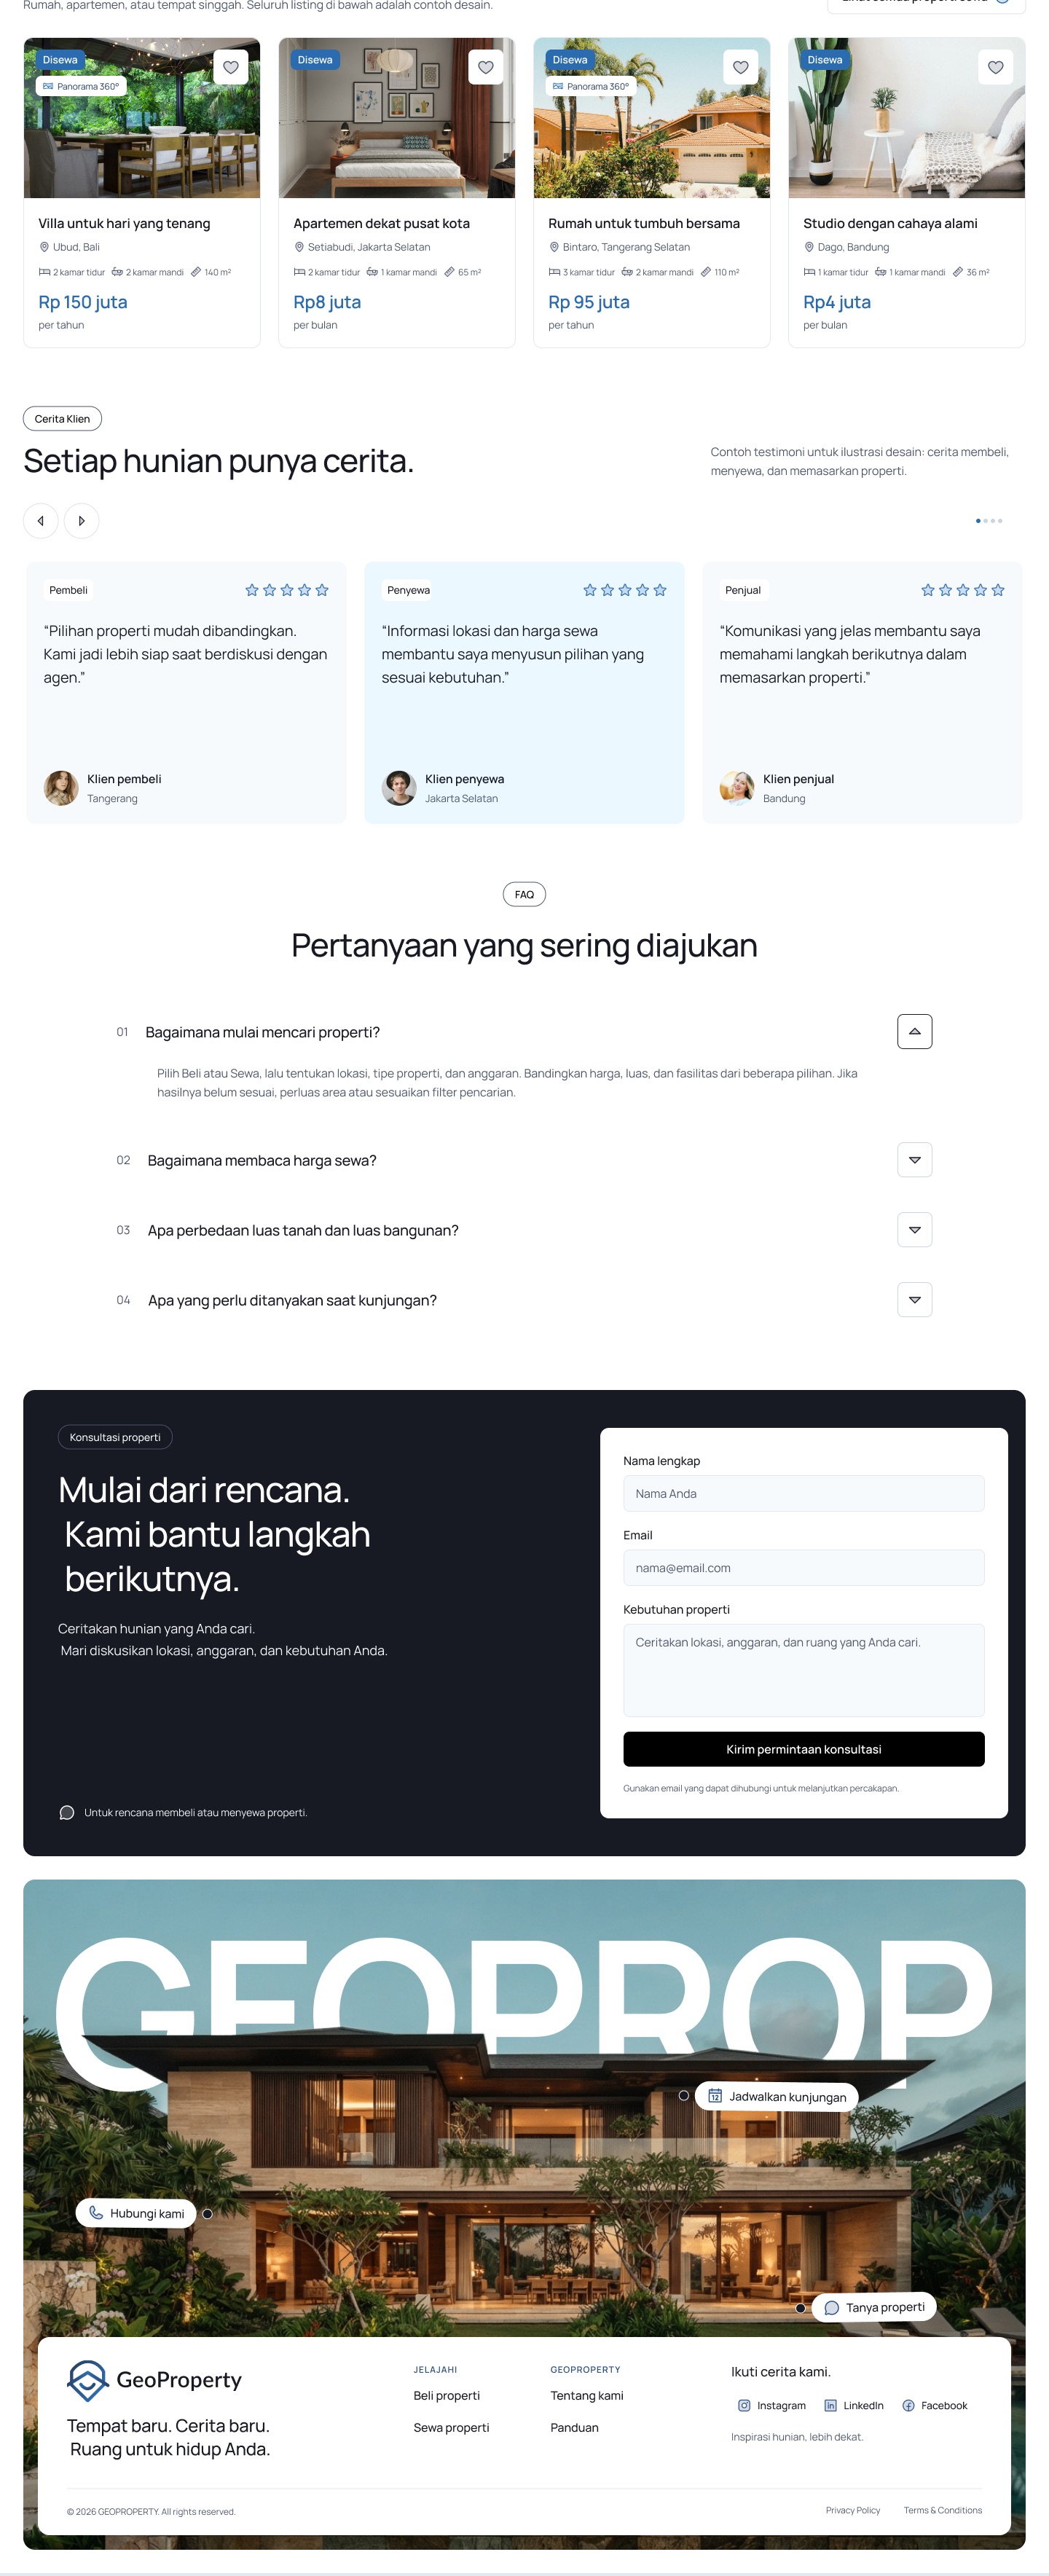 Rumah, apartemen, atau tempat singgah. Seluruh listing di bawah adalah contoh desain.
Disewa
Panorama 360°
Disewa
Disewa
Panorama 360°
Disewa
Villa untuk hari yang tenang
Ubud, Bali
2 kamar tidur 2 kamar mandi 140 m²
Rp 150 juta
per tahun
Apartemen dekat pusat kota
Setiabudi, Jakarta Selatan
2 kamar tidur 1 kamar mandi 65 m²
Rp8 juta
per bulan
Rumah untuk tumbuh bersama
Bintaro, Tangerang Selatan
3 kamar tidur 2 kamar mandi 110 m²
Rp 95 juta
per tahun
Studio dengan cahaya alami
Dago, Bandung
1 kamar tidur 1 kamar mandi 36 m²
Rp4 juta
per bulan
Cerita Klien
Setiap hunian punya cerita.
Contoh testimoni untuk ilustrasi desain: cerita membeli,
menyewa, dan memasarkan properti.
Pembeli
“Pilihan properti mudah dibandingkan.
Kami jadi lebih siap saat berdiskusi dengan
agen.”
Klien pembeli
Tangerang
Penyewa
“Informasi lokasi dan harga sewa
membantu saya menyusun pilihan yang
sesuai kebutuhan.”
Klien penyewa
Jakarta Selatan
Penjual
“Komunikasi yang jelas membantu saya
memahami langkah berikutnya dalam
memasarkan properti.”
Klien penjual
Bandung
FAQ
Pertanyaan yang sering diajukan
01 Bagaimana mulai mencari properti?
Pilih Beli atau Sewa, lalu tentukan lokasi, tipe properti, dan anggaran. Bandingkan harga, luas, dan fasilitas dari beberapa pilihan. Jika
hasilnya belum sesuai, perluas area atau sesuaikan filter pencarian.
02 Bagaimana membaca harga sewa?
03 Apa perbedaan luas tanah dan luas bangunan?
04 Apa yang perlu ditanyakan saat kunjungan?
Konsultasi properti
Mulai dari rencana.
Kami bantu langkah
berikutnya.
Ceritakan hunian yang Anda cari.
Mari diskusikan lokasi, anggaran, dan kebutuhan Anda.
Untuk rencana membeli atau menyewa properti.
Nama lengkap
Nama Anda
Email
nama@email.com
Kebutuhan properti
Ceritakan lokasi, anggaran, dan ruang yang Anda cari.
Kirim permintaan konsultasi
Gunakan email yang dapat dihubungi untuk melanjutkan percakapan.
GEOPROP
12 Jadwalkan kunjungan
Hubungi kami
Tanya properti
GeoProperty
Tempat baru. Cerita baru.
Ruang untuk hidup Anda.
JELAJAHI
Beli properti
Sewa properti
GEOPROPERTY
Tentang kami
Panduan
Ikuti cerita kami.
Instagram LinkedIn Facebook
Inspirasi hunian, lebih dekat.
© 2026 GEOPROPERTY. All rights reserved.
Privacy Policy Terms & Conditions